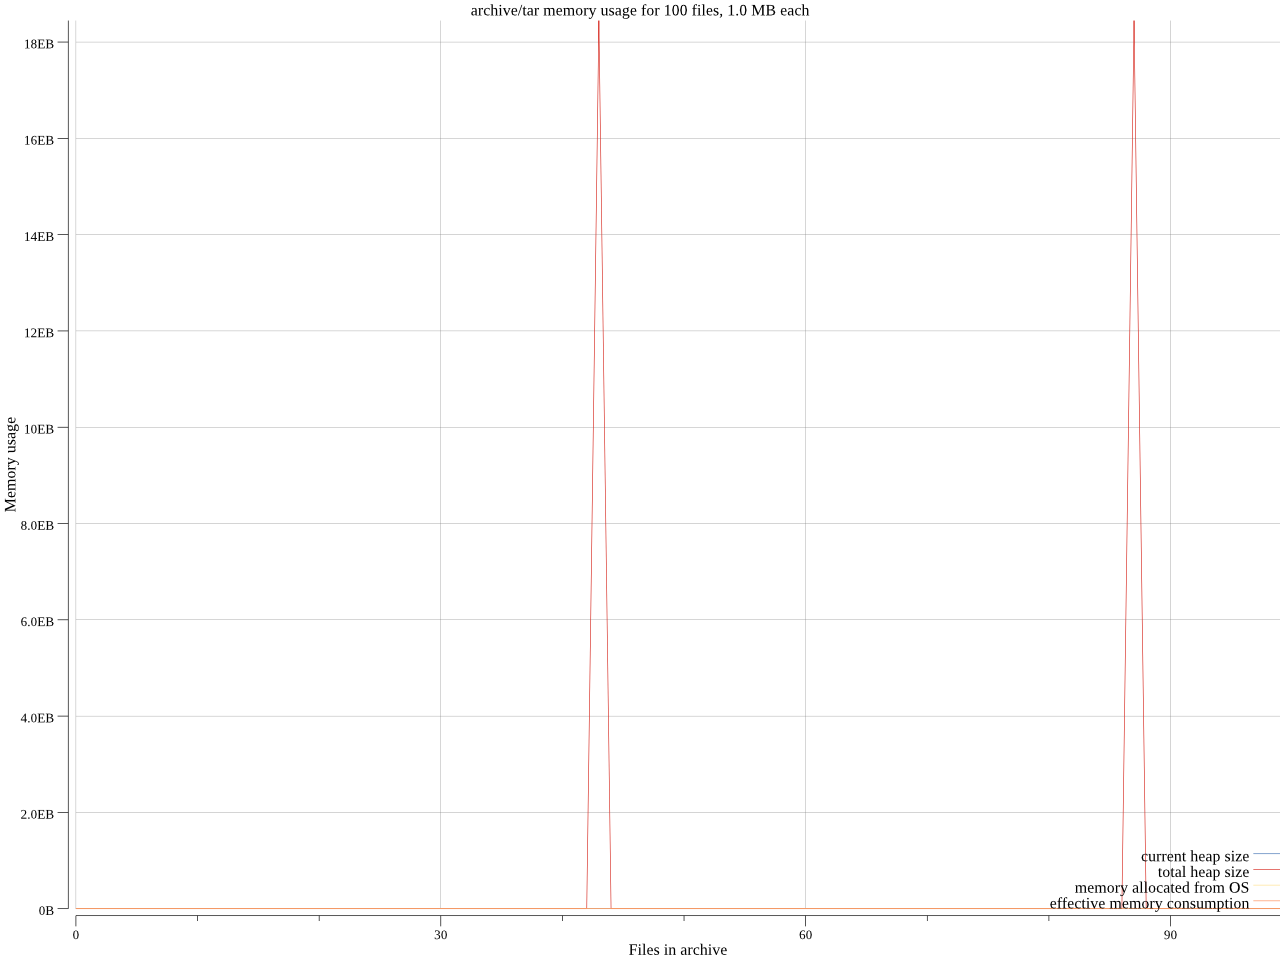 archive/tar memory usage for 100 files, 1.0 MB each
18EB
16EB
14EB
12EB
10EB
8.0EB
6.0EB
4.0EB
2.0EB
0B
Memory usage
current heap size
total heap size
memory allocated from OS
effective memory consumption
0
30
60
90
Files in archive